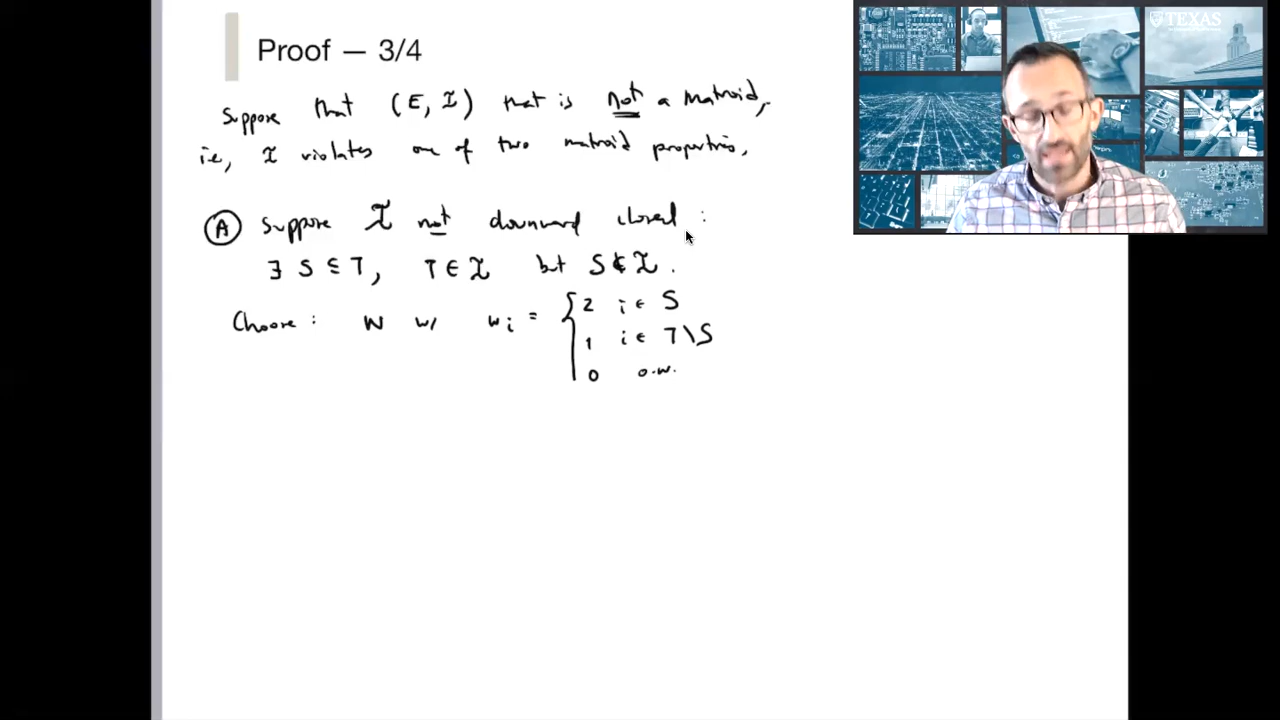 TEXAS
Proof — 3/4
Suppose that (E, I) that is not a matroid,
i.e., I violates one of two matroid properties,
(A) Suppose I not downward closed :
∃ S ⊆ T, T ∈ I but S ∉ I.
Choose : w w/ wi = { 2 i ∈ S
1 i ∈ T \ S
0 o.w.